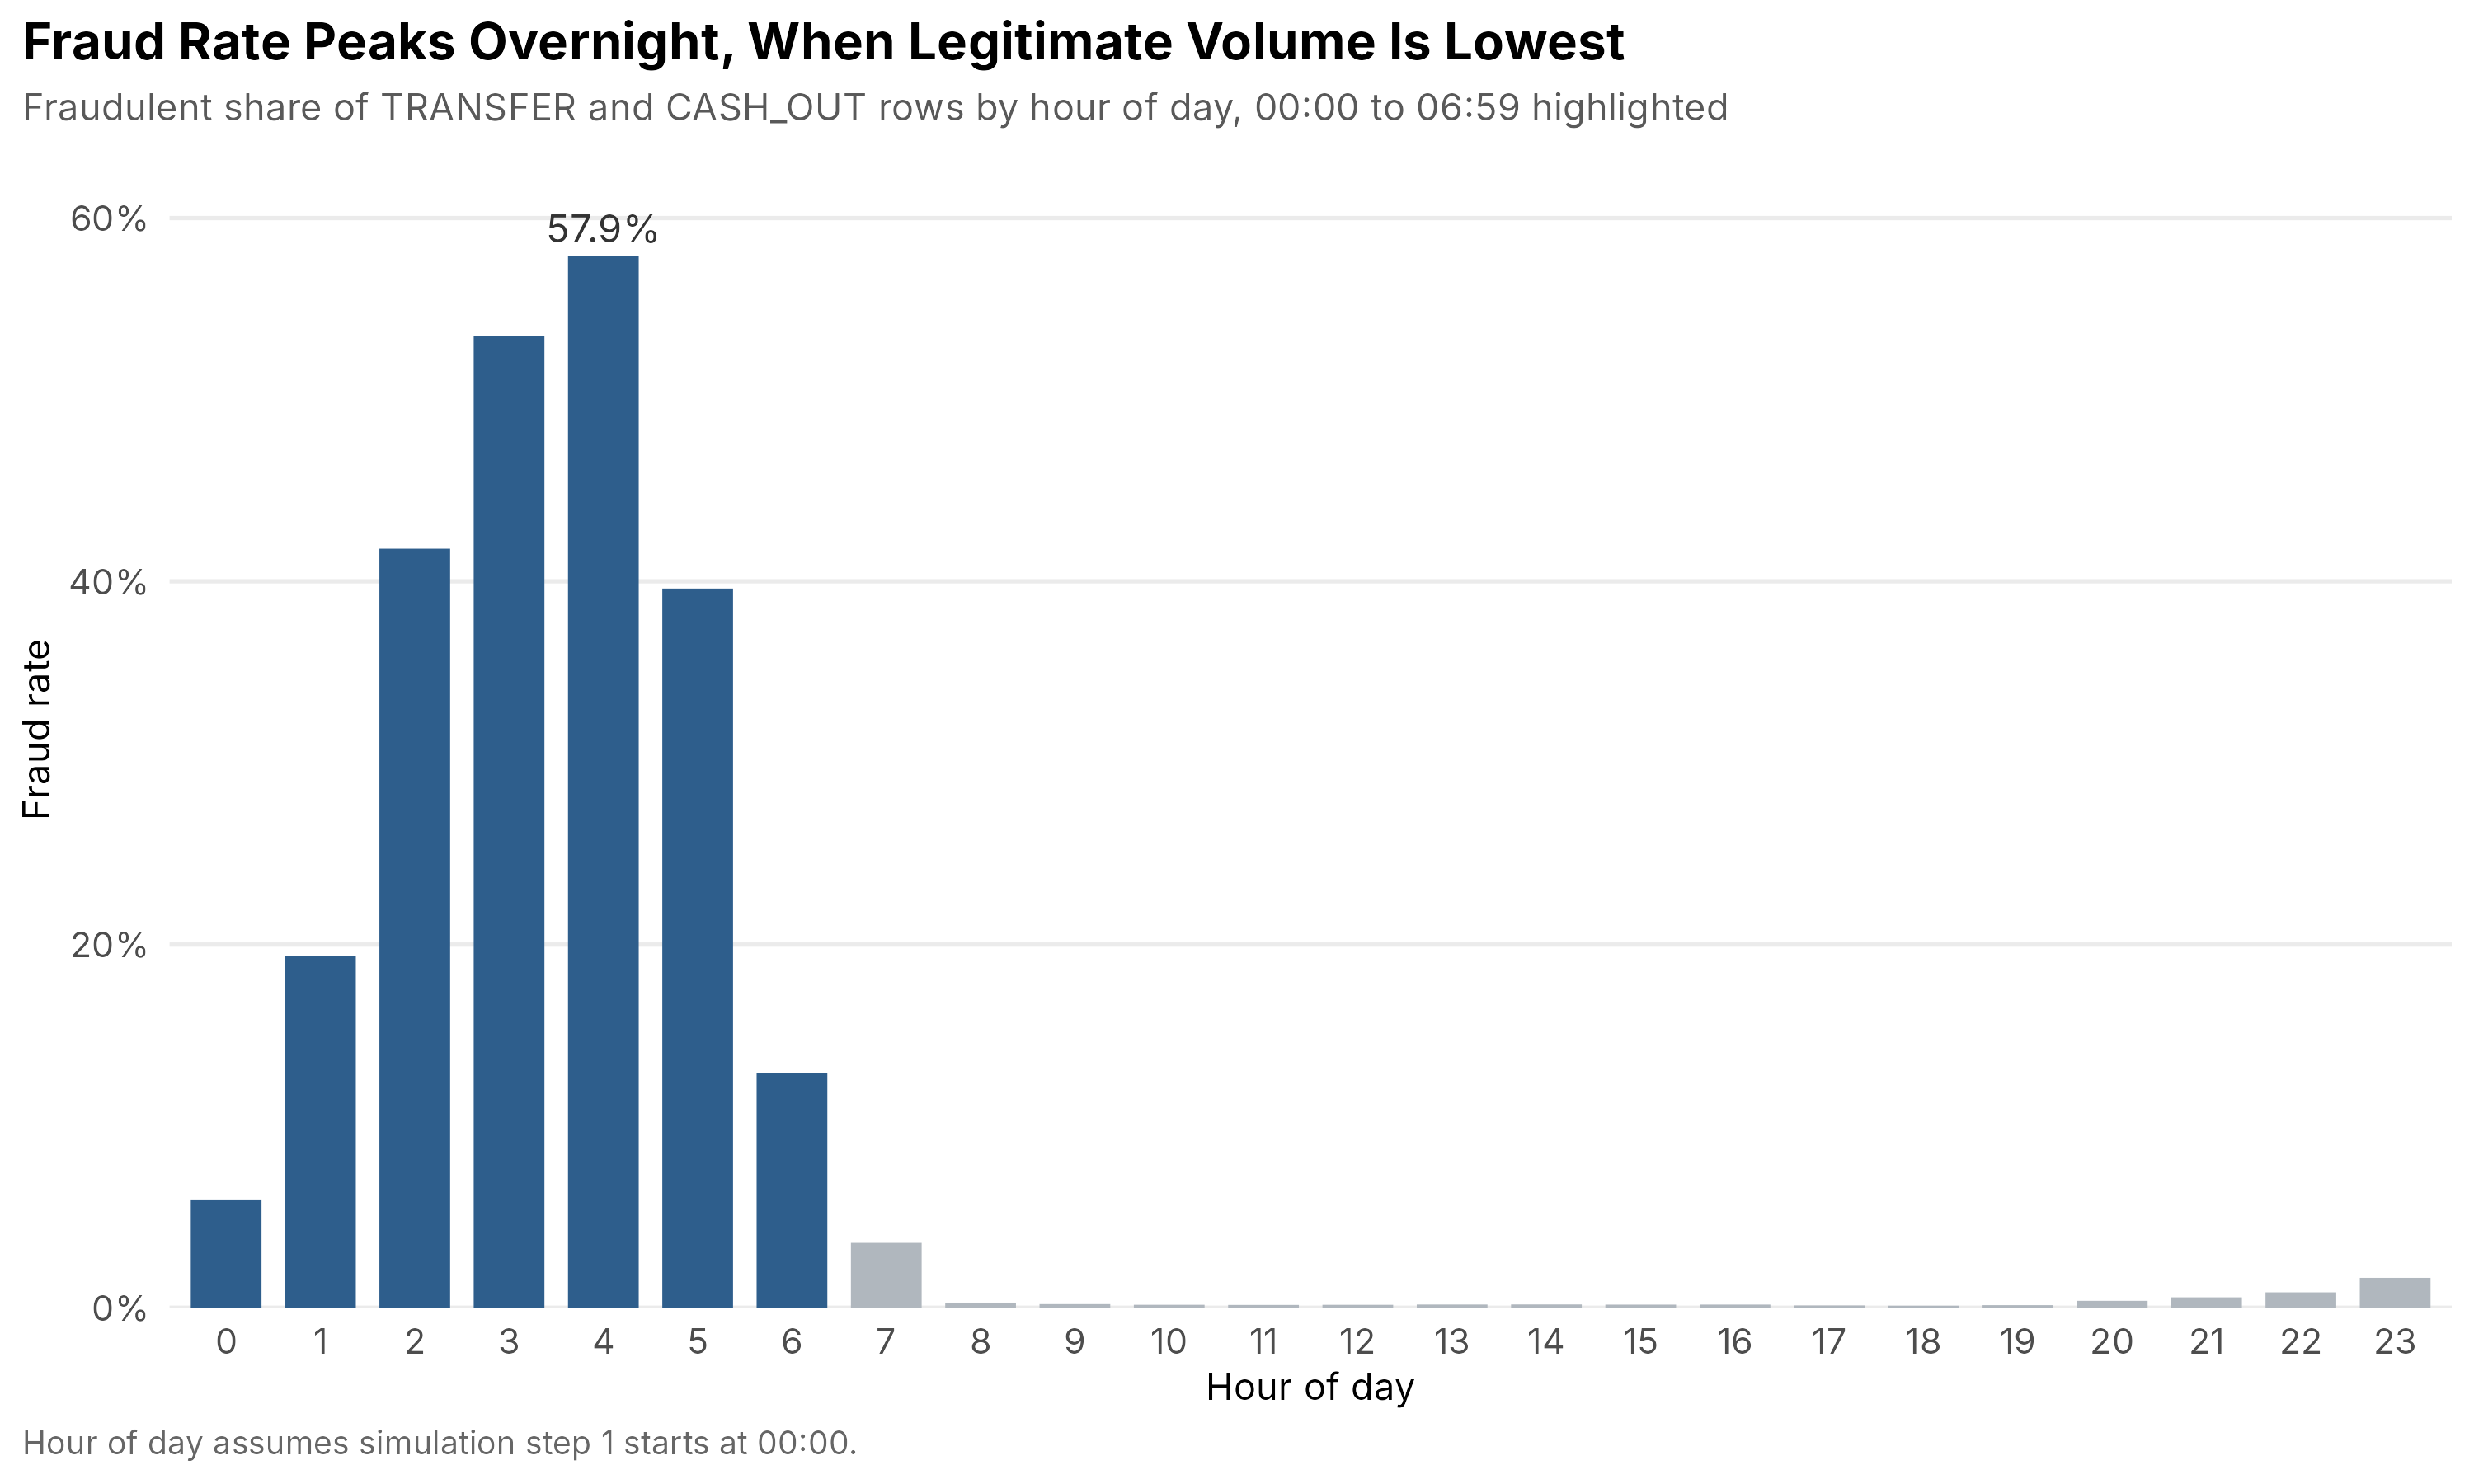 Fraud Rate Peaks Overnight, When Legitimate Volume Is Lowest
Fraudulent share of TRANSFER and CASH_OUT rows by hour of day, 00:00 to 06:59 highlighted
60%
57.9%
40%
20%
0%
Fraud rate
0 1 2 3 4 5 6 7 8 9 10 11 12 13 14 15 16 17 18 19 20 21 22 23
Hour of day
Hour of day assumes simulation step 1 starts at 00:00.